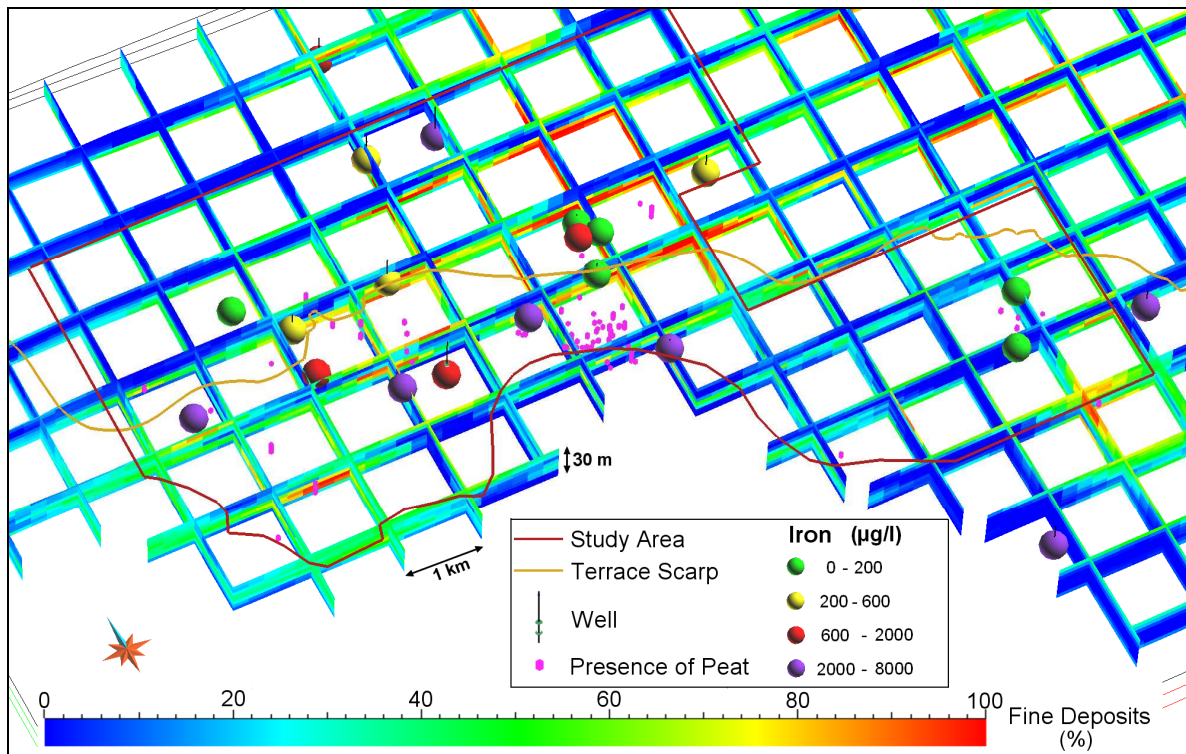 30 m
1 km
Study Area
Terrace Scarp
Well
Presence of Peat
Iron (µg/l)
0 - 200
200 - 600
600 - 2000
2000 - 8000
0 20 40 60 80 100
Fine Deposits
(%)